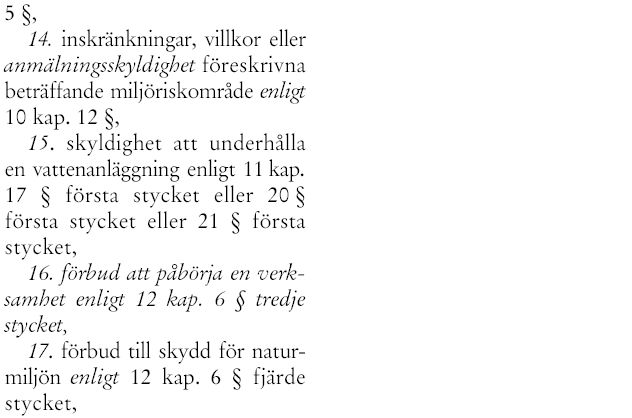 5 §,
14. inskränkningar, villkor eller
anmälningsskyldighet föreskrivna
beträffande miljöriskområde enligt
10 kap. 12 §,
15. skyldighet att underhålla
en vattenanläggning enligt 11 kap.
17 § första stycket eller 20 §
första stycket eller 21 § första
stycket,
16. förbud att påbörja en verk-
samhet enligt 12 kap. 6 § tredje
stycket,
17. förbud till skydd för natur-
miljön enligt 12 kap. 6 § fjärde
stycket,